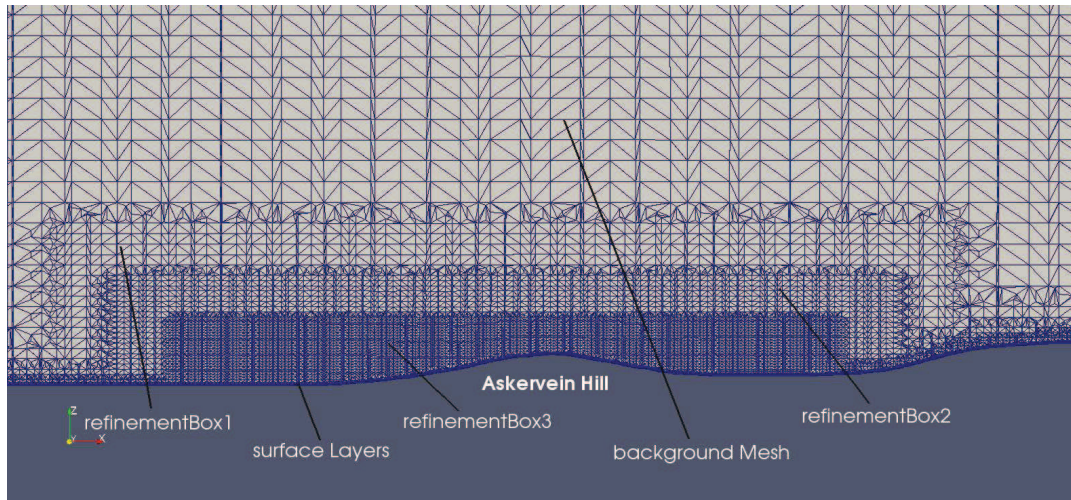 Askervein Hill
refinementBox1
refinementBox3
refinementBox2
surface Layers
background Mesh
Z
Y
X